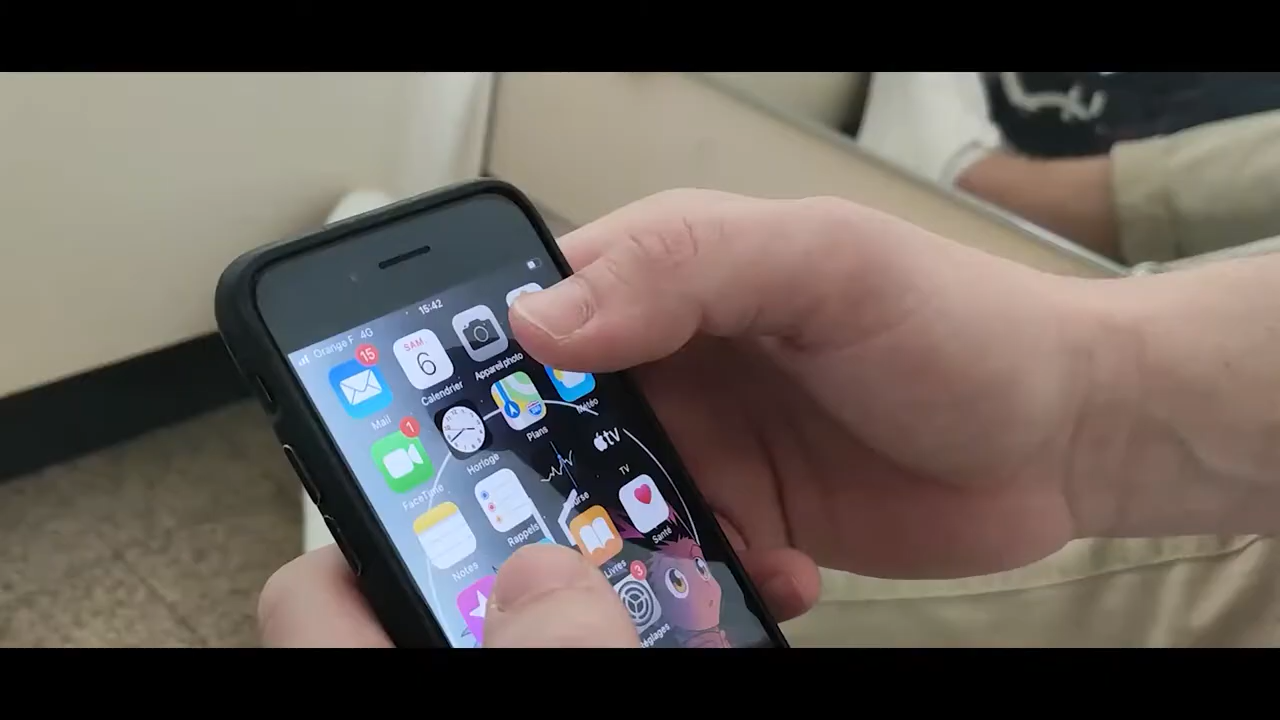 Orange F 4G 15:42
15
Mail
SAM.
6
Calendrier
Appareil photo
1
FaceTime
Horloge
Plans
Météo
Notes
Rappels
tv
TV
Livres
Santé
3
Réglages